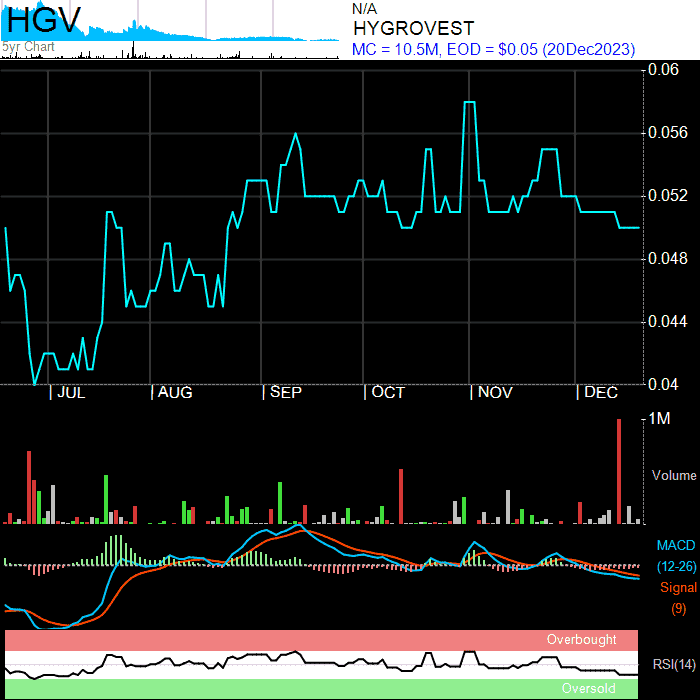 HGV
5yr Chart
N/A
HYGROVEST
MC = 10.5M, EOD = $0.05 (20Dec2023)
0.06
0.056
0.052
0.048
0.044
0.04
JUL AUG SEP OCT NOV DEC
1M
Volume
MACD
(12-26)
Signal
(9)
Overbought
RSI(14)
Oversold